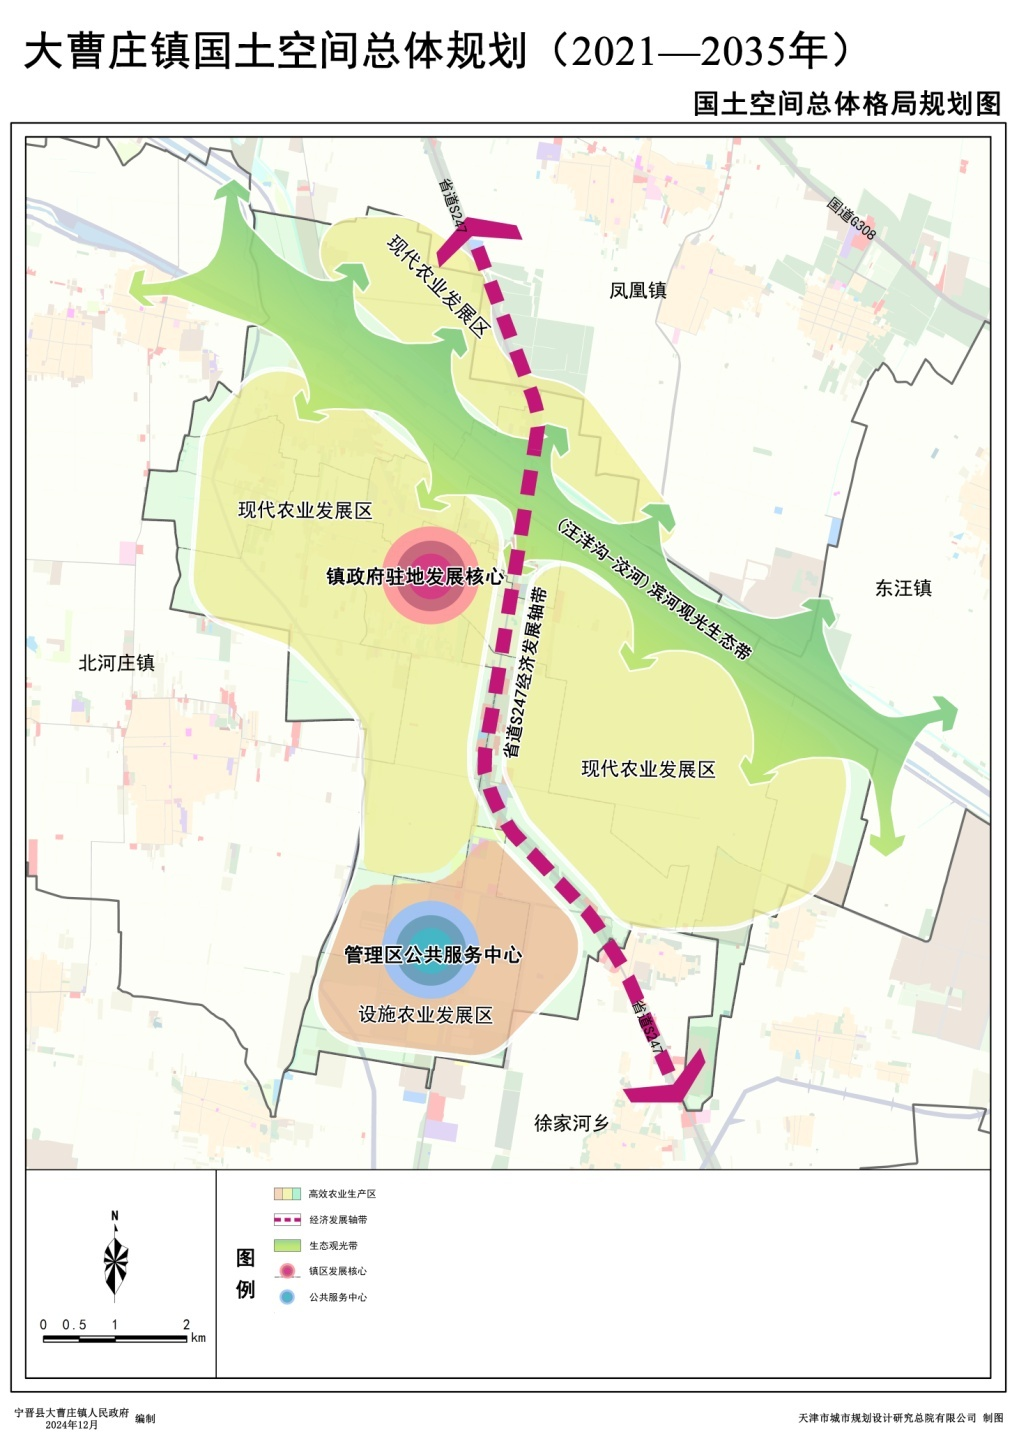 大曹庄镇国土空间总体规划（2021—2035年）
国土空间总体格局规划图
省道S247
国道G308
现代农业发展区
凤凰镇
现代农业发展区
(汪洋沟-洨河)滨河观光生态带
镇政府驻地发展核心
东汪镇
省道S247经济发展轴带
北河庄镇
现代农业发展区
管理区公共服务中心
设施农业发展区
省道S247
徐家河乡
N
0 0.5 1 2
km
图例
高效农业生产区
经济发展轴带
生态观光带
镇区发展核心
公共服务中心
宁晋县大曹庄镇人民政府 编制
2024年12月
天津市城市规划设计研究总院有限公司 制图